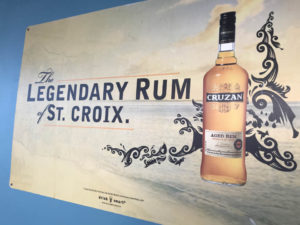 The
LEGENDARY RUM
of ST. CROIX.
CRUZAN
AGED RUM